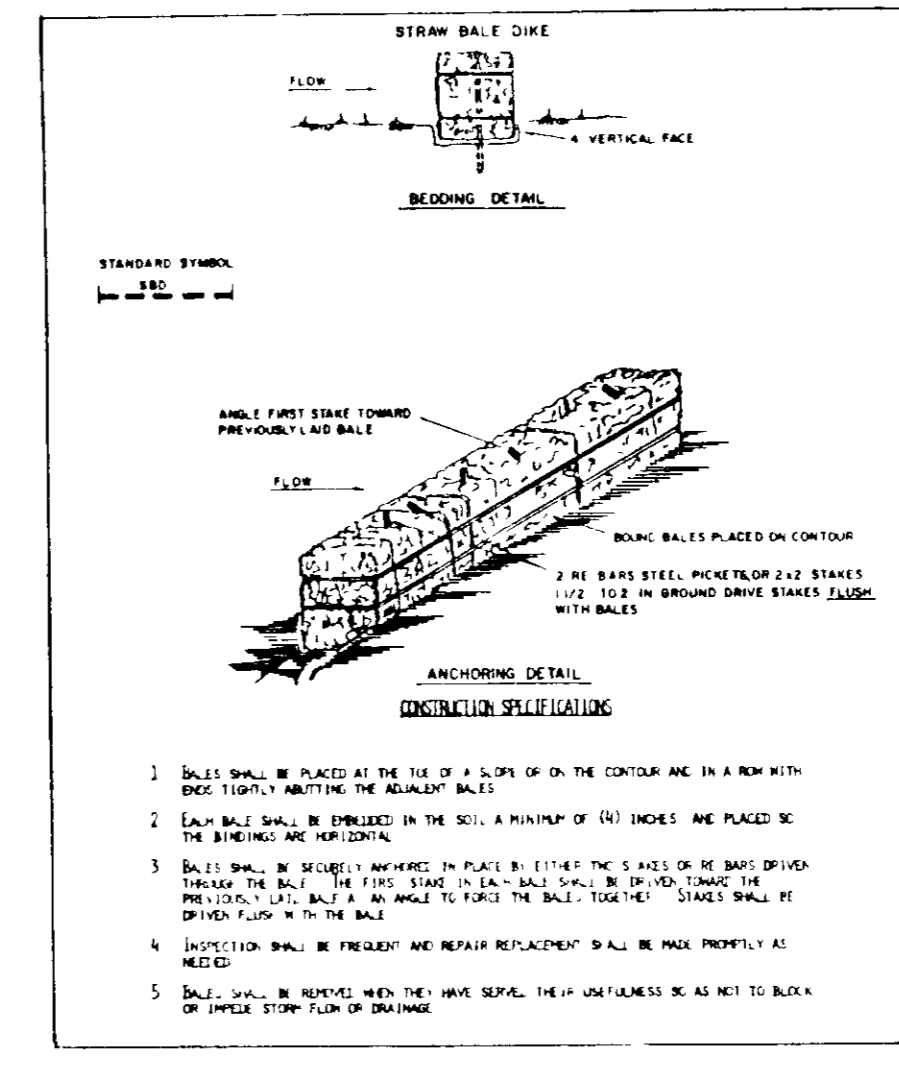 STRAW BALE DIKE
FLOW
4 VERTICAL FACE
BEDDING DETAIL
STANDARD SYMBOL
SBD
ANGLE FIRST STAKE TOWARD
PREVIOUSLY LAID BALE
FLOW
BOUND BALES PLACED ON CONTOUR
2 RE BARS STEEL PICKETS, OR 2x2 STAKES
1 1/2 TO 2 IN GROUND DRIVE STAKES FLUSH
WITH BALES
ANCHORING DETAIL
CONSTRUCTION SPECIFICATIONS
1 BALES SHALL BE PLACED AT THE TOE OF A SLOPE OR ON THE CONTOUR AND IN A ROW WITH
ENDS TIGHTLY ABUTTING THE ADJACENT BALES
2 EACH BALE SHALL BE EMBEDDED IN THE SOIL A MINIMUM OF (4) INCHES AND PLACED SO
THE BINDINGS ARE HORIZONTAL
3 BALES SHALL BE SECURELY ANCHORED IN PLACE BY EITHER TWO STAKES OR RE BARS DRIVEN
THROUGH THE BALE THE FIRST STAKE IN EACH BALE SHALL BE DRIVEN TOWARD THE
PREVIOUSLY LAID BALE AT AN ANGLE TO FORCE THE BALES TOGETHER STAKES SHALL BE
DRIVEN FLUSH WITH THE BALE
4 INSPECTION SHALL BE FREQUENT AND REPAIR REPLACEMENT SHALL BE MADE PROMPTLY AS
NEEDED
5 BALES SHALL BE REMOVED WHEN THEY HAVE SERVED THEIR USEFULNESS SO AS NOT TO BLOCK
OR IMPEDE STORM FLOW OR DRAINAGE